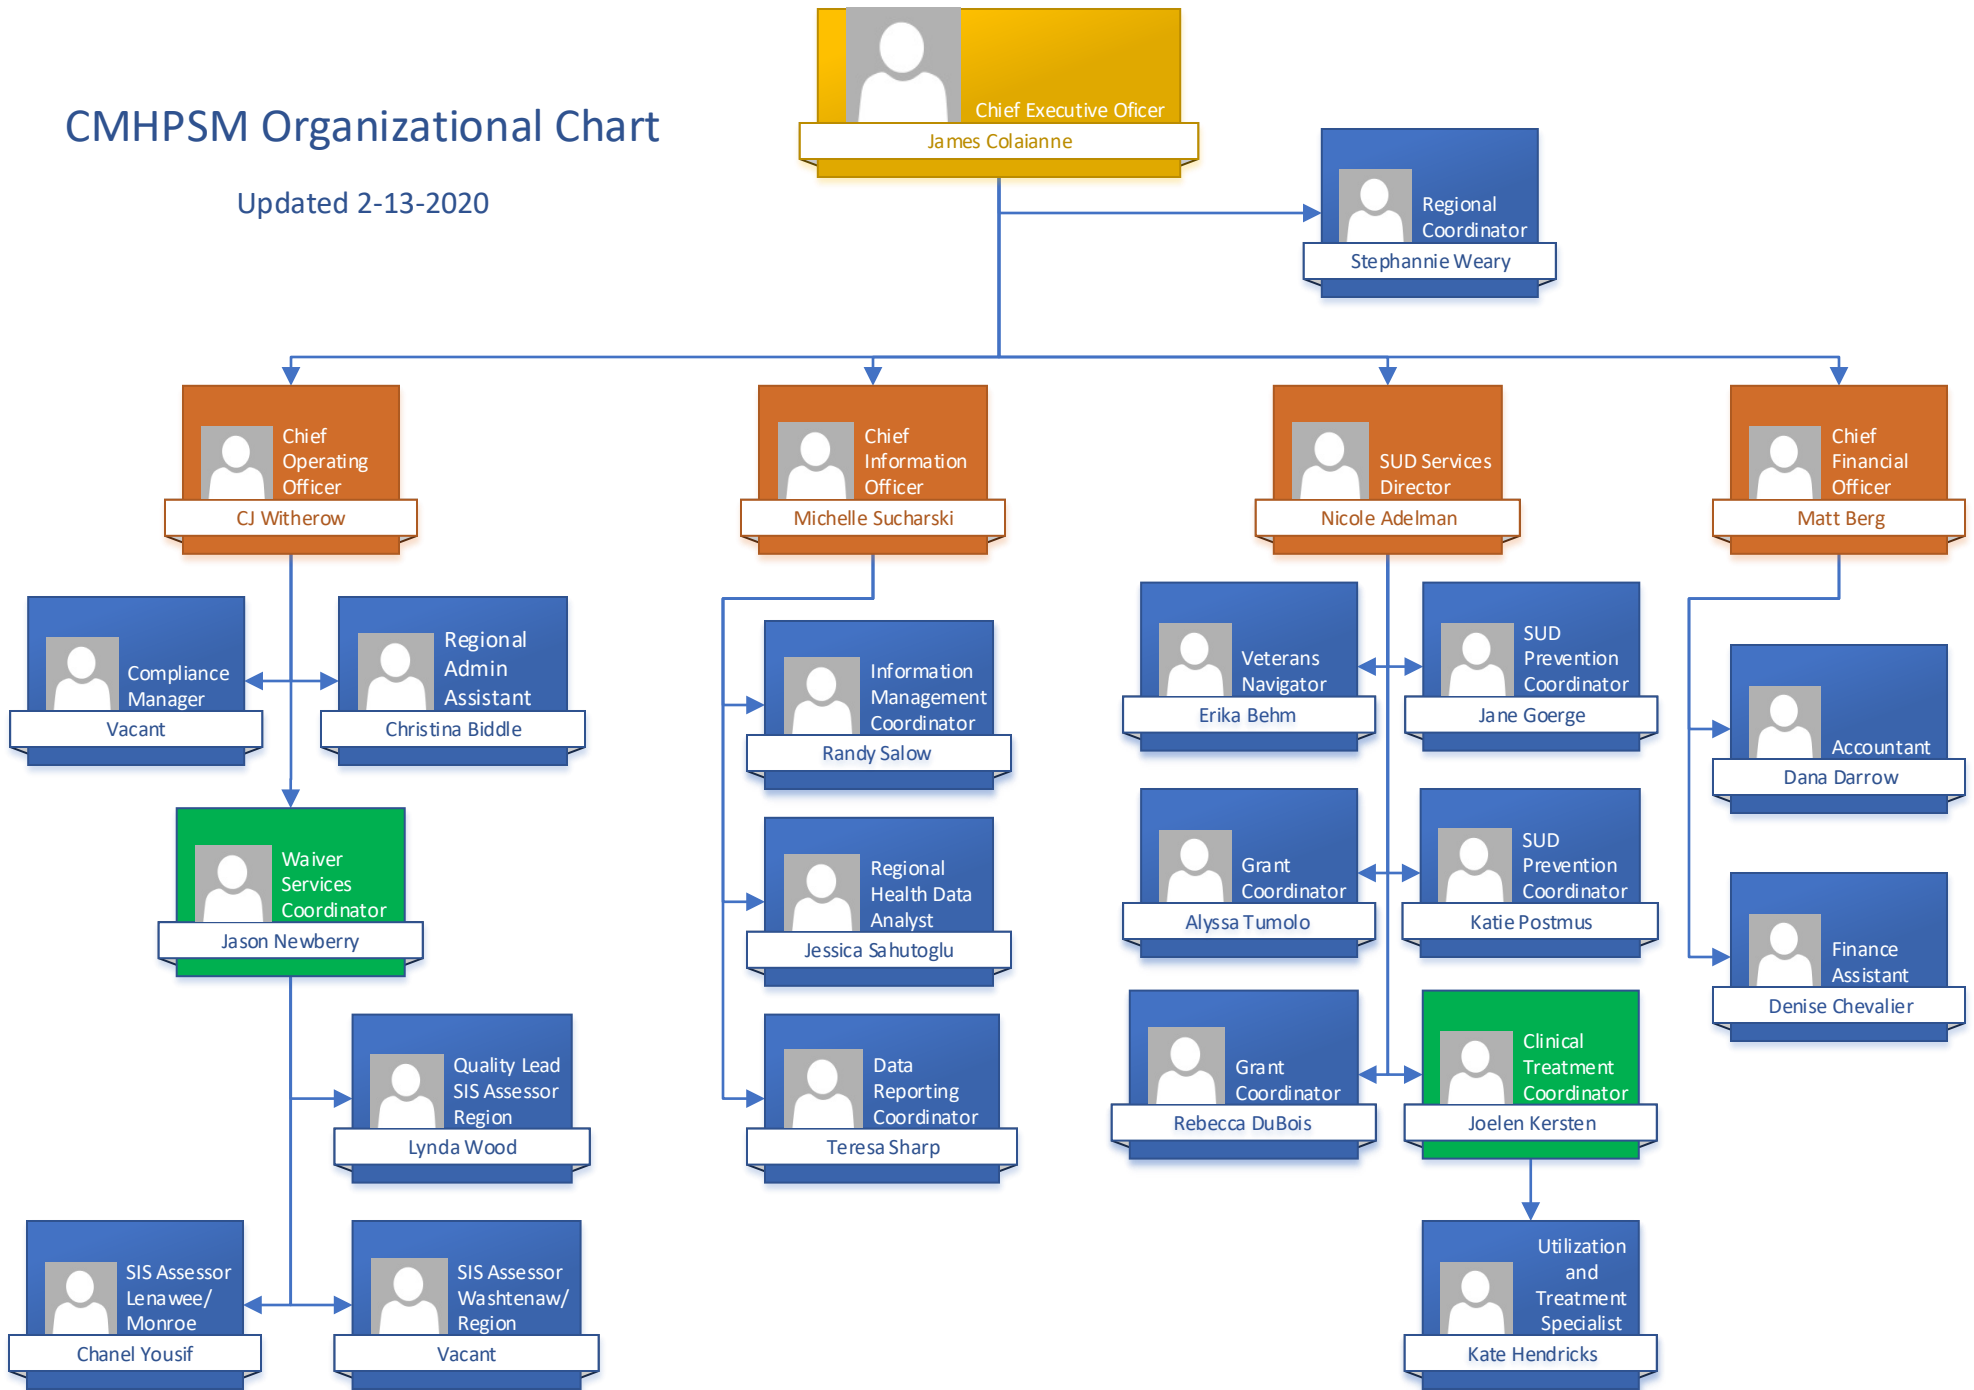 CMHPSM Organizational Chart
Updated 2-13-2020
Chief Executive Oficer
James Colaianne
Regional
Coordinator
Stephannie Weary
Chief
Operating
Officer
CJ Witherow
Chief
Information
Officer
Michelle Sucharski
SUD Services
Director
Nicole Adelman
Chief
Financial
Officer
Matt Berg
Compliance
Manager
Vacant
Regional
Admin
Assistant
Christina Biddle
Waiver
Services
Coordinator
Jason Newberry
Quality Lead
SIS Assessor
Region
Lynda Wood
SIS Assessor
Lenawee/
Monroe
Chanel Yousif
SIS Assessor
Washtenaw/
Region
Vacant
Information
Management
Coordinator
Randy Salow
Regional
Health Data
Analyst
Jessica Sahutoglu
Data
Reporting
Coordinator
Teresa Sharp
Veterans
Navigator
Erika Behm
SUD
Prevention
Coordinator
Jane Goerge
Grant
Coordinator
Alyssa Tumolo
SUD
Prevention
Coordinator
Katie Postmus
Grant
Coordinator
Rebecca DuBois
Clinical
Treatment
Coordinator
Joelen Kersten
Utilization
and
Treatment
Specialist
Kate Hendricks
Accountant
Dana Darrow
Finance
Assistant
Denise Chevalier